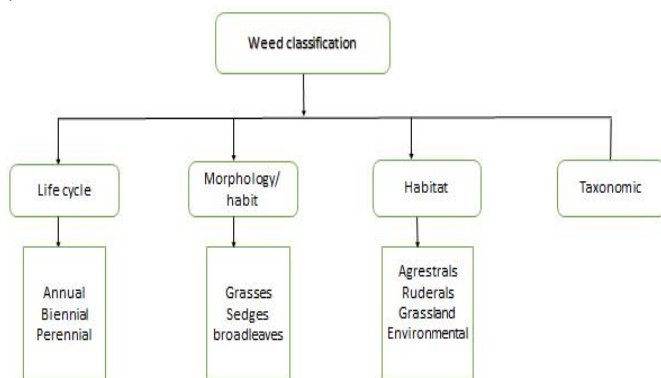 Weed classification
Life cycle
Morphology/
habit
Habitat
Taxonomic
Annual
Biennial
Perennial
Grasses
Sedges
broadleaves
Agrestrals
Ruderals
Grassland
Environmental